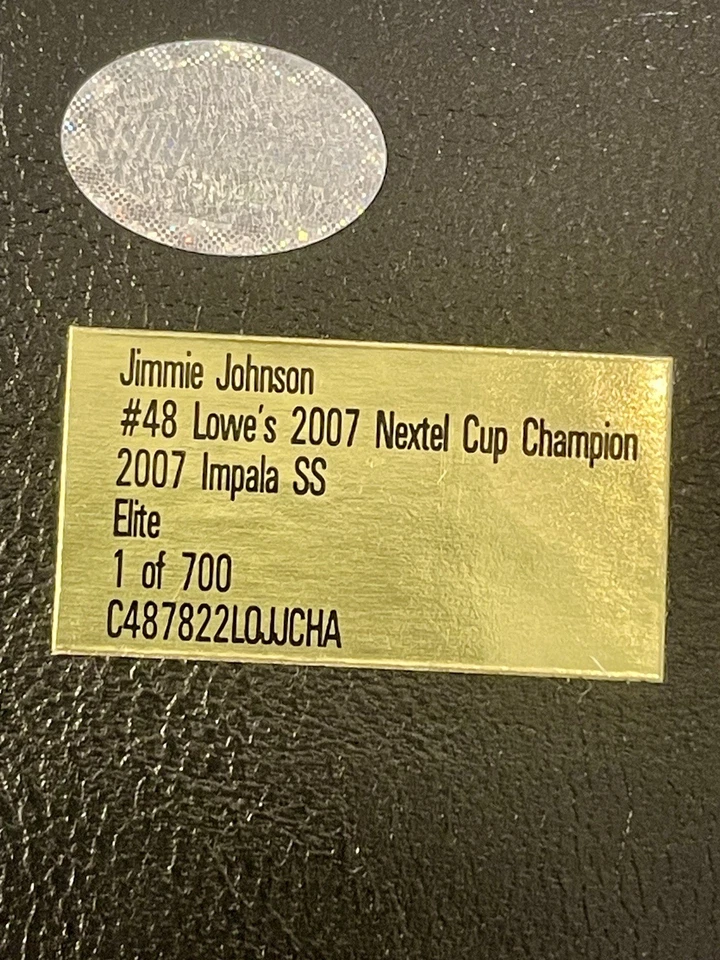 Jimmie Johnson
#48 Lowe's 2007 Nextel Cup Champion
2007 Impala SS
Elite
1 of 700
C487822LOJJCHA